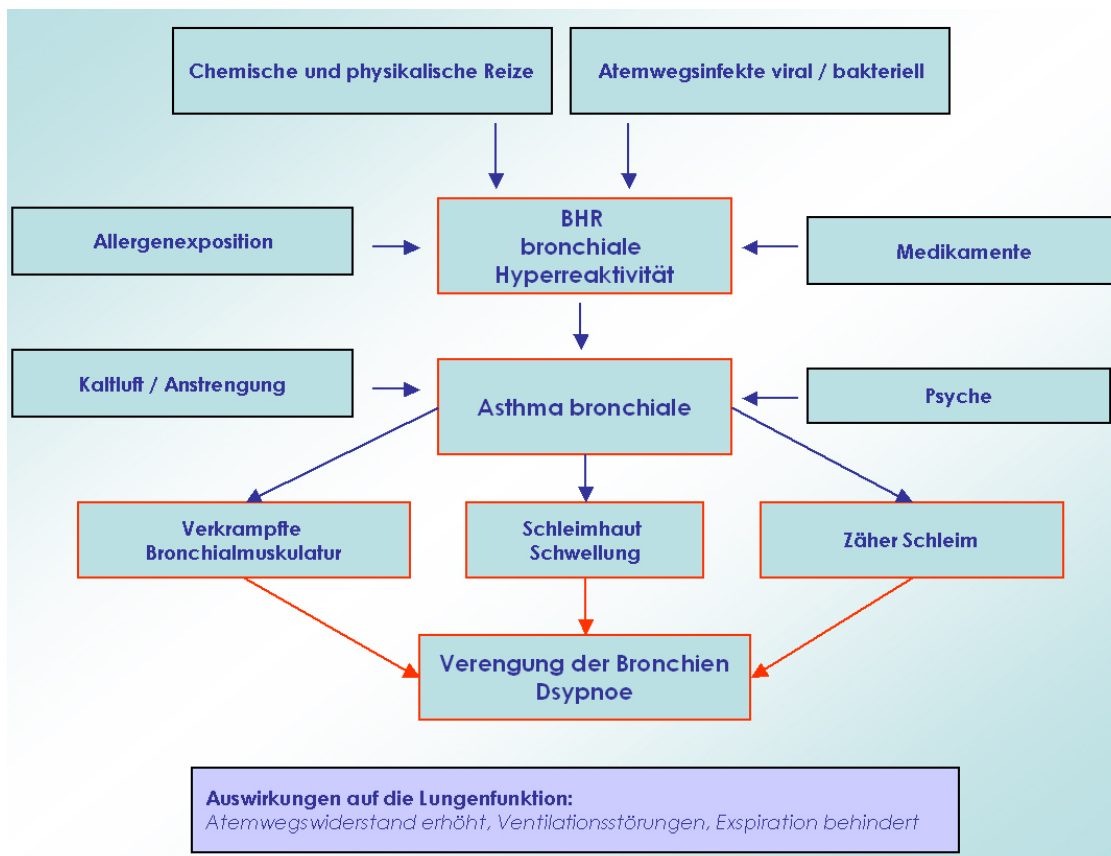 Chemische und physikalische Reize
Atemwegsinfekte viral / bakteriell
BHR
bronchiale
Hyperreaktivität
Allergenexposition
Medikamente
Kaltluft / Anstrengung
Asthma bronchiale
Psyche
Verkrampfte
Bronchialmuskulatur
Schleimhaut
Schwellung
Zäher Schleim
Verengung der Bronchien
Dsypnoe
Auswirkungen auf die Lungenfunktion:
Atemwegswiderstand erhöht, Ventilationsstörungen, Exspiration behindert